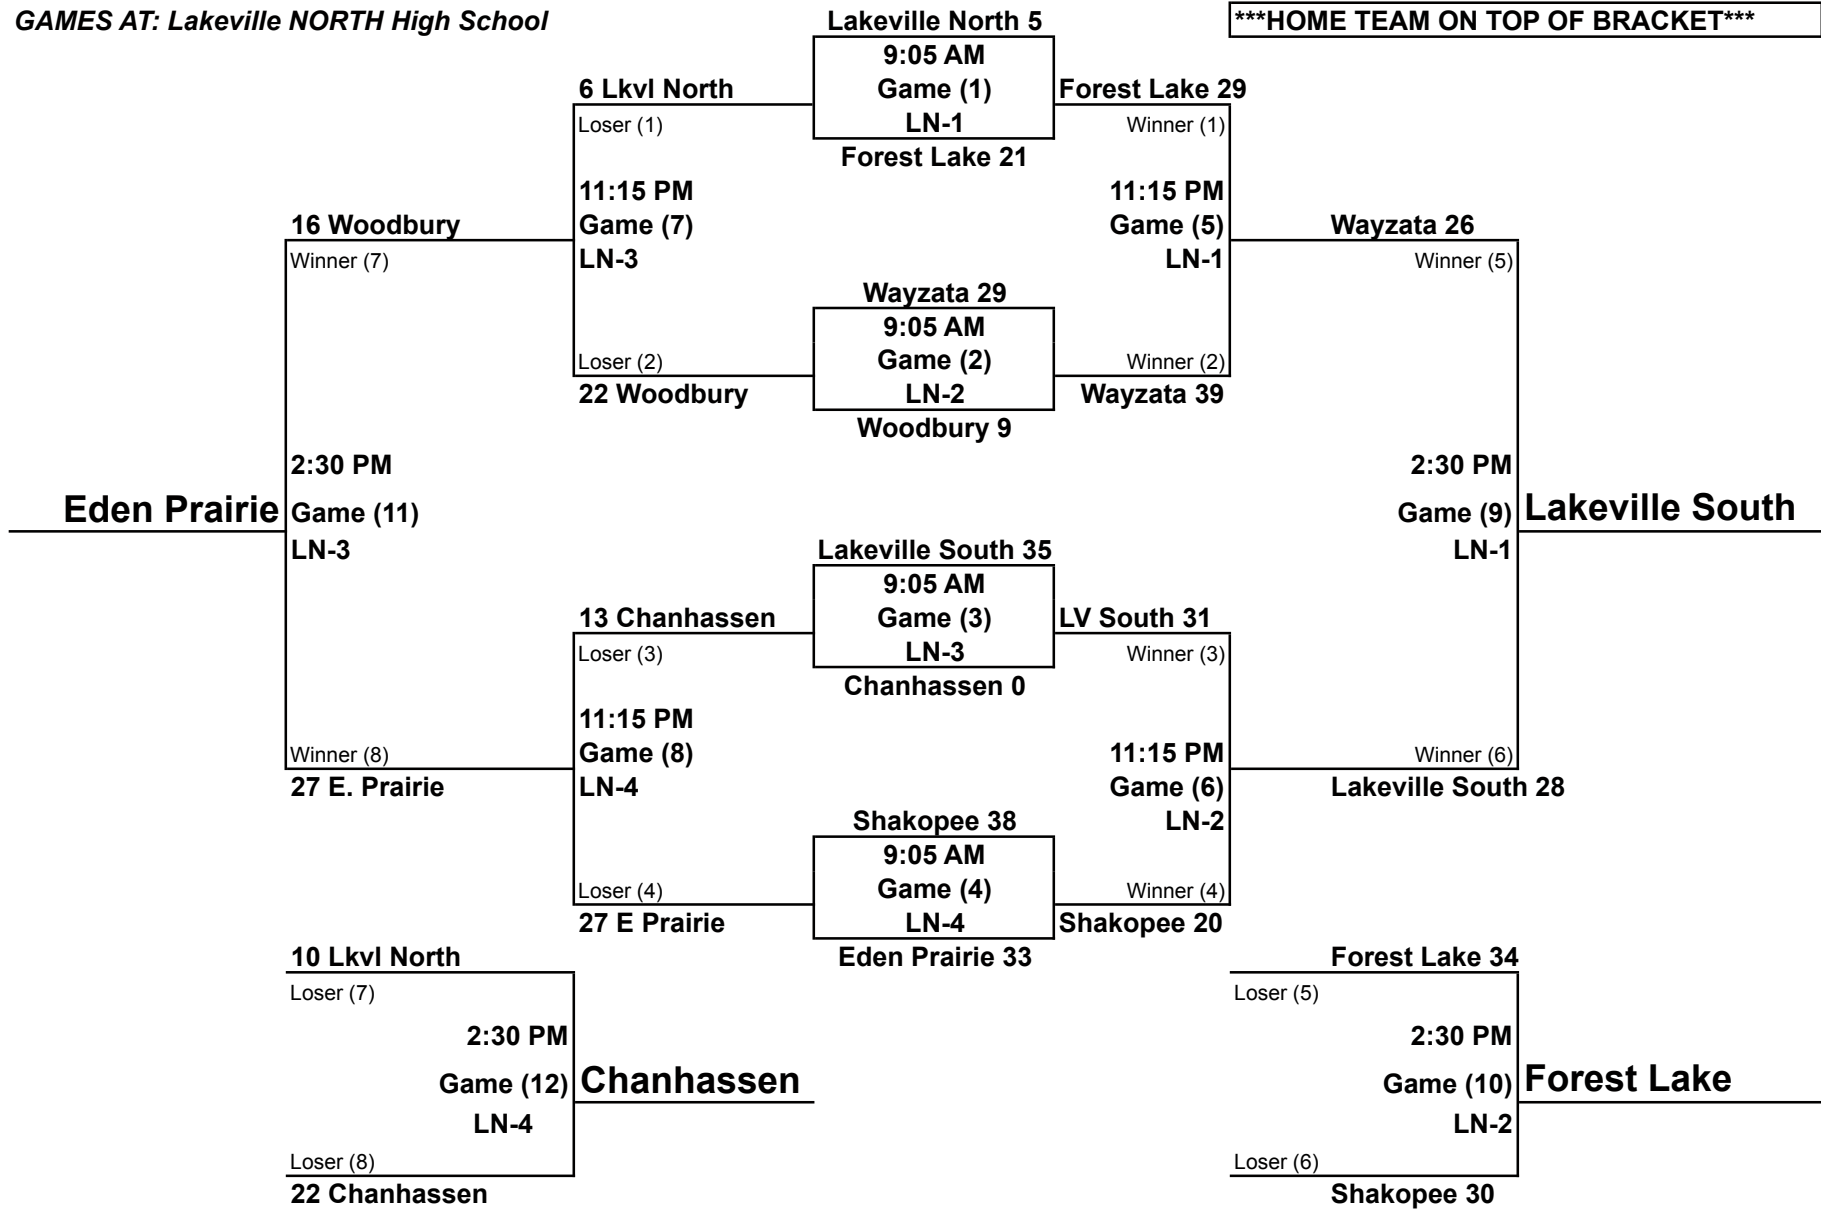 GAMES AT: Lakeville NORTH High School
Lakeville North 5
***HOME TEAM ON TOP OF BRACKET***
9:05 AM
6 Lkvl North
Game (1)
Forest Lake 29
Loser (1)
LN-1
Winner (1)
Forest Lake 21
11:15 PM
11:15 PM
16 Woodbury
Game (7)
Game (5)
Wayzata 26
Winner (7)
LN-3
LN-1
Winner (5)
Wayzata 29
9:05 AM
Loser (2)
Game (2)
Winner (2)
22 Woodbury
LN-2
Wayzata 39
Woodbury 9
2:30 PM
2:30 PM
Eden Prairie
Game (11)
Game (9)
Lakeville South
LN-3
LN-1
Lakeville South 35
9:05 AM
13 Chanhassen
Game (3)
LV South 31
Loser (3)
LN-3
Winner (3)
Chanhassen 0
11:15 PM
Winner (8)
Game (8)
11:15 PM
Winner (6)
27 E. Prairie
LN-4
Game (6)
Lakeville South 28
Shakopee 38
LN-2
9:05 AM
Loser (4)
Game (4)
Winner (4)
27 E Prairie
LN-4
Shakopee 20
10 Lkvl North
Eden Prairie 33
Forest Lake 34
Loser (7)
Loser (5)
2:30 PM
2:30 PM
Game (12)
Chanhassen
Game (10)
Forest Lake
LN-4
LN-2
Loser (8)
Loser (6)
22 Chanhassen
Shakopee 30